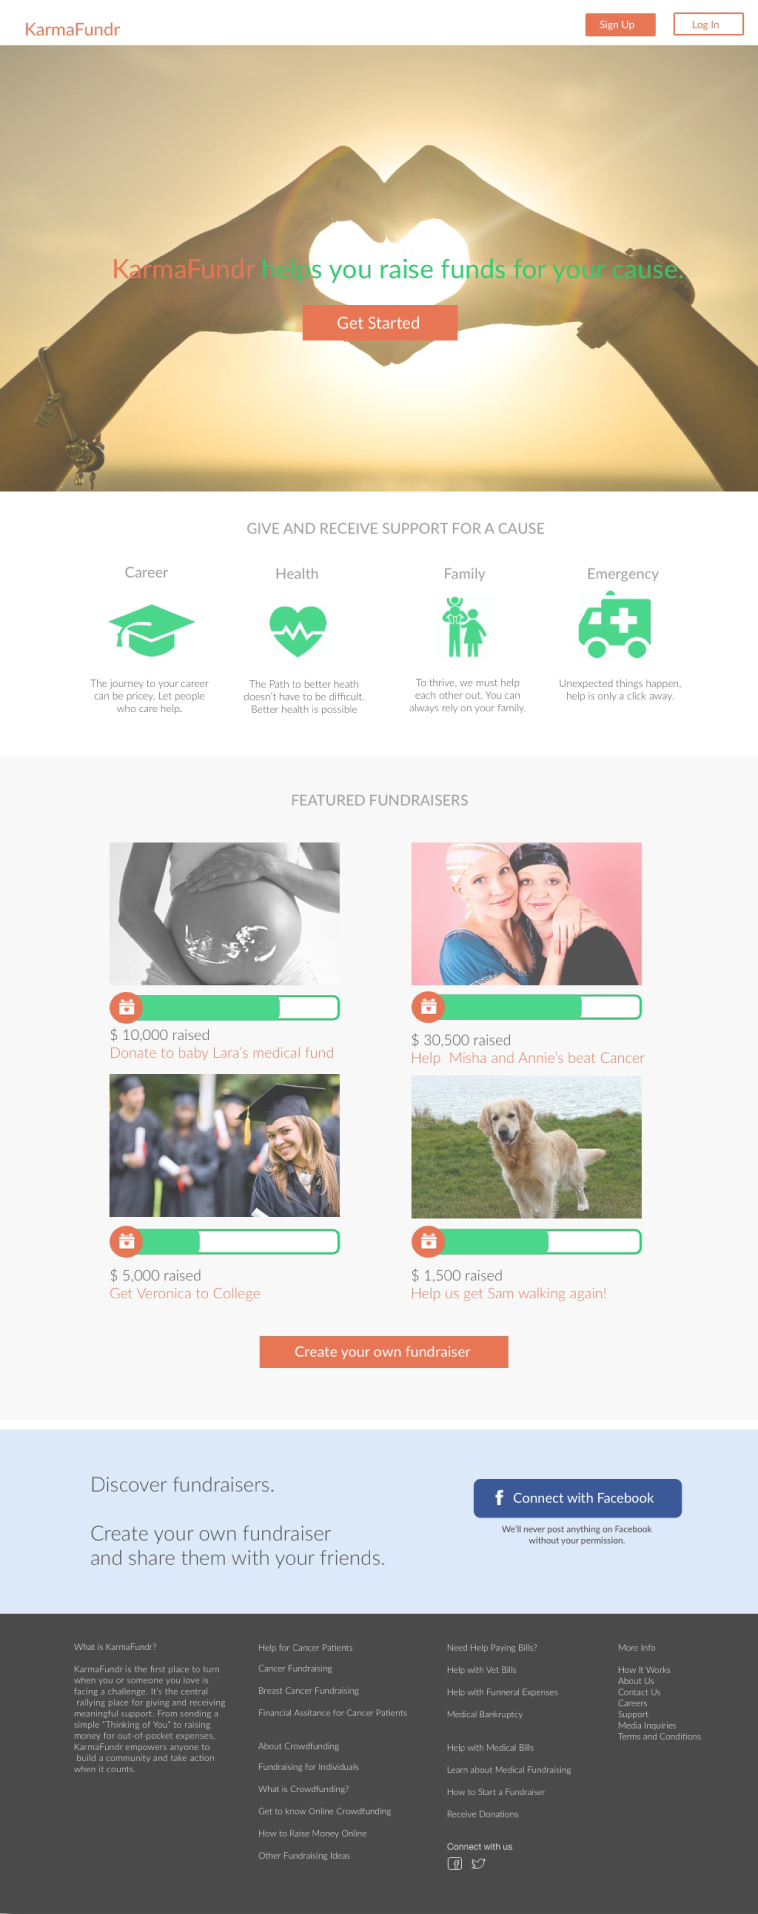 KarmaFundr
Sign Up
Log In
KarmaFundr helps you raise funds for your cause.
Get Started
GIVE AND RECEIVE SUPPORT FOR A CAUSE
Career
Health
Family
Emergency
The journey to your career
can be pricey. Let people
who care help.
The Path to better heath
doesn't have to be difficult.
Better health is possible
To thrive, we must help
each other out. You can
always rely on your family.
Unexpected things happen,
help is only a click away.
FEATURED FUNDRAISERS
$ 10,000 raised
Donate to baby Lara's medical fund
$ 30,500 raised
Help Misha and Annie's beat Cancer
$ 5,000 raised
Get Veronica to College
$ 1,500 raised
Help us get Sam walking again!
Create your own fundraiser
Discover fundraisers.
Create your own fundraiser
and share them with your friends.
f Connect with Facebook
We'll never post anything on Facebook
without your permission.
What is KarmaFundr?
KarmaFundr is the first place to turn
when you or someone you love is
facing a challenge. It's the central
rallying place for giving and receiving
meaningful support. From sending a
simple "Thinking of You" to raising
money for out-of-pocket expenses,
KarmaFundr empowers anyone to
build a community and take action
when it counts.
Help for Cancer Patients
Cancer Fundraising
Breast Cancer Fundraising
Financial Assitance for Cancer Patients
About Crowdfunding
Fundraising for Individuals
What is Crowdfunding?
Get to know Online Crowdfunding
How to Raise Money Online
Other Fundraising Ideas
Need Help Paying Bills?
Help with Vet Bills
Help with Funneral Expenses
Medical Bankruptcy
Help with Medical Bills
Learn about Medical Fundraising
How to Start a Fundraiser
Receive Donations
Connect with us
More Info
How It Works
About Us
Contact Us
Careers
Support
Media Inquiries
Terms and Conditions